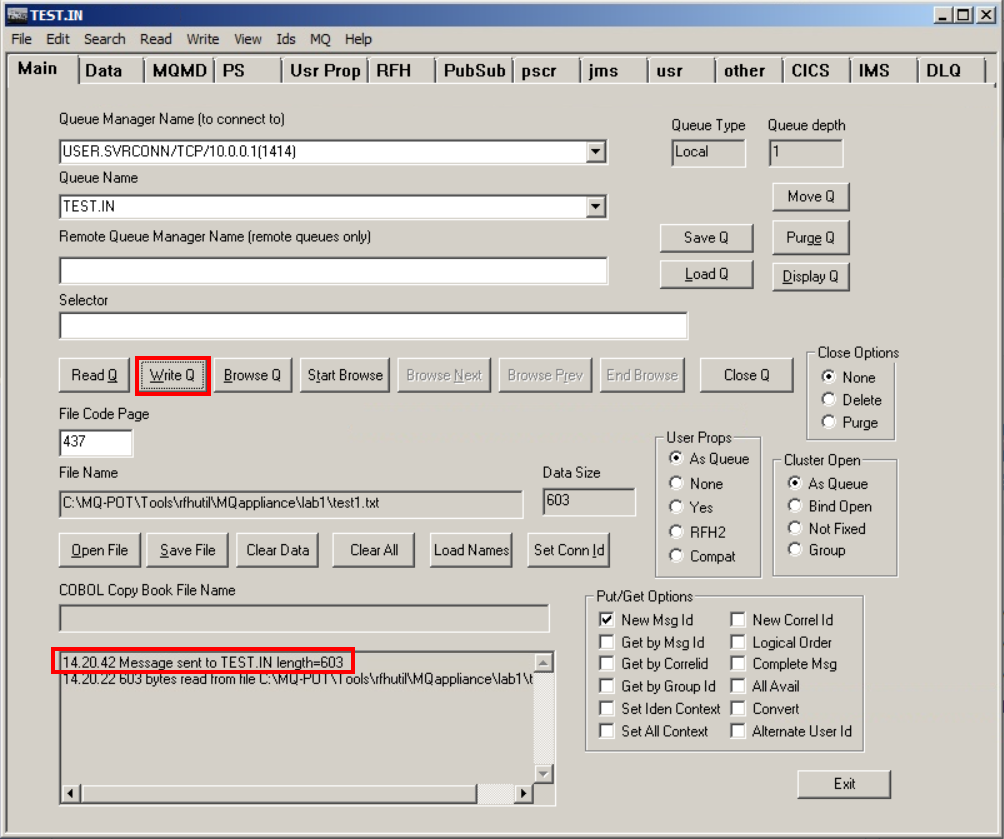 TEST.IN
File Edit Search Read Write View Ids MQ Help
Main Data MQMD PS Usr Prop RFH PubSub pscr jms usr other CICS IMS DLQ
Queue Manager Name (to connect to)
USER.SVRCONN/TCP/10.0.0.1(1414)
Queue Type Queue depth
Local 1
Queue Name
TEST.IN
Move Q
Remote Queue Manager Name (remote queues only)
Save Q Purge Q
Load Q Display Q
Selector
Read Q Write Q Browse Q Start Browse Browse Next Browse Prev End Browse Close Q
Close Options
None
Delete
Purge
File Code Page
437
File Name
C:\MQ-POT\Tools\rfhutil\MQappliance\lab1\test1.txt
Data Size
603
User Props
As Queue
None
Yes
RFH2
Compat
Cluster Open
As Queue
Bind Open
Not Fixed
Group
Open File Save File Clear Data Clear All Load Names Set Conn Id
COBOL Copy Book File Name
14.20.42 Message sent to TEST.IN length=603
14.20.22 603 bytes read from file C:\MQ-POT\Tools\rfhutil\MQappliance\lab1\t
Put/Get Options
New Msg Id New Correl Id
Get by Msg Id Logical Order
Get by Correlid Complete Msg
Get by Group Id All Avail
Set Iden Context Convert
Set All Context Alternate User Id
Exit